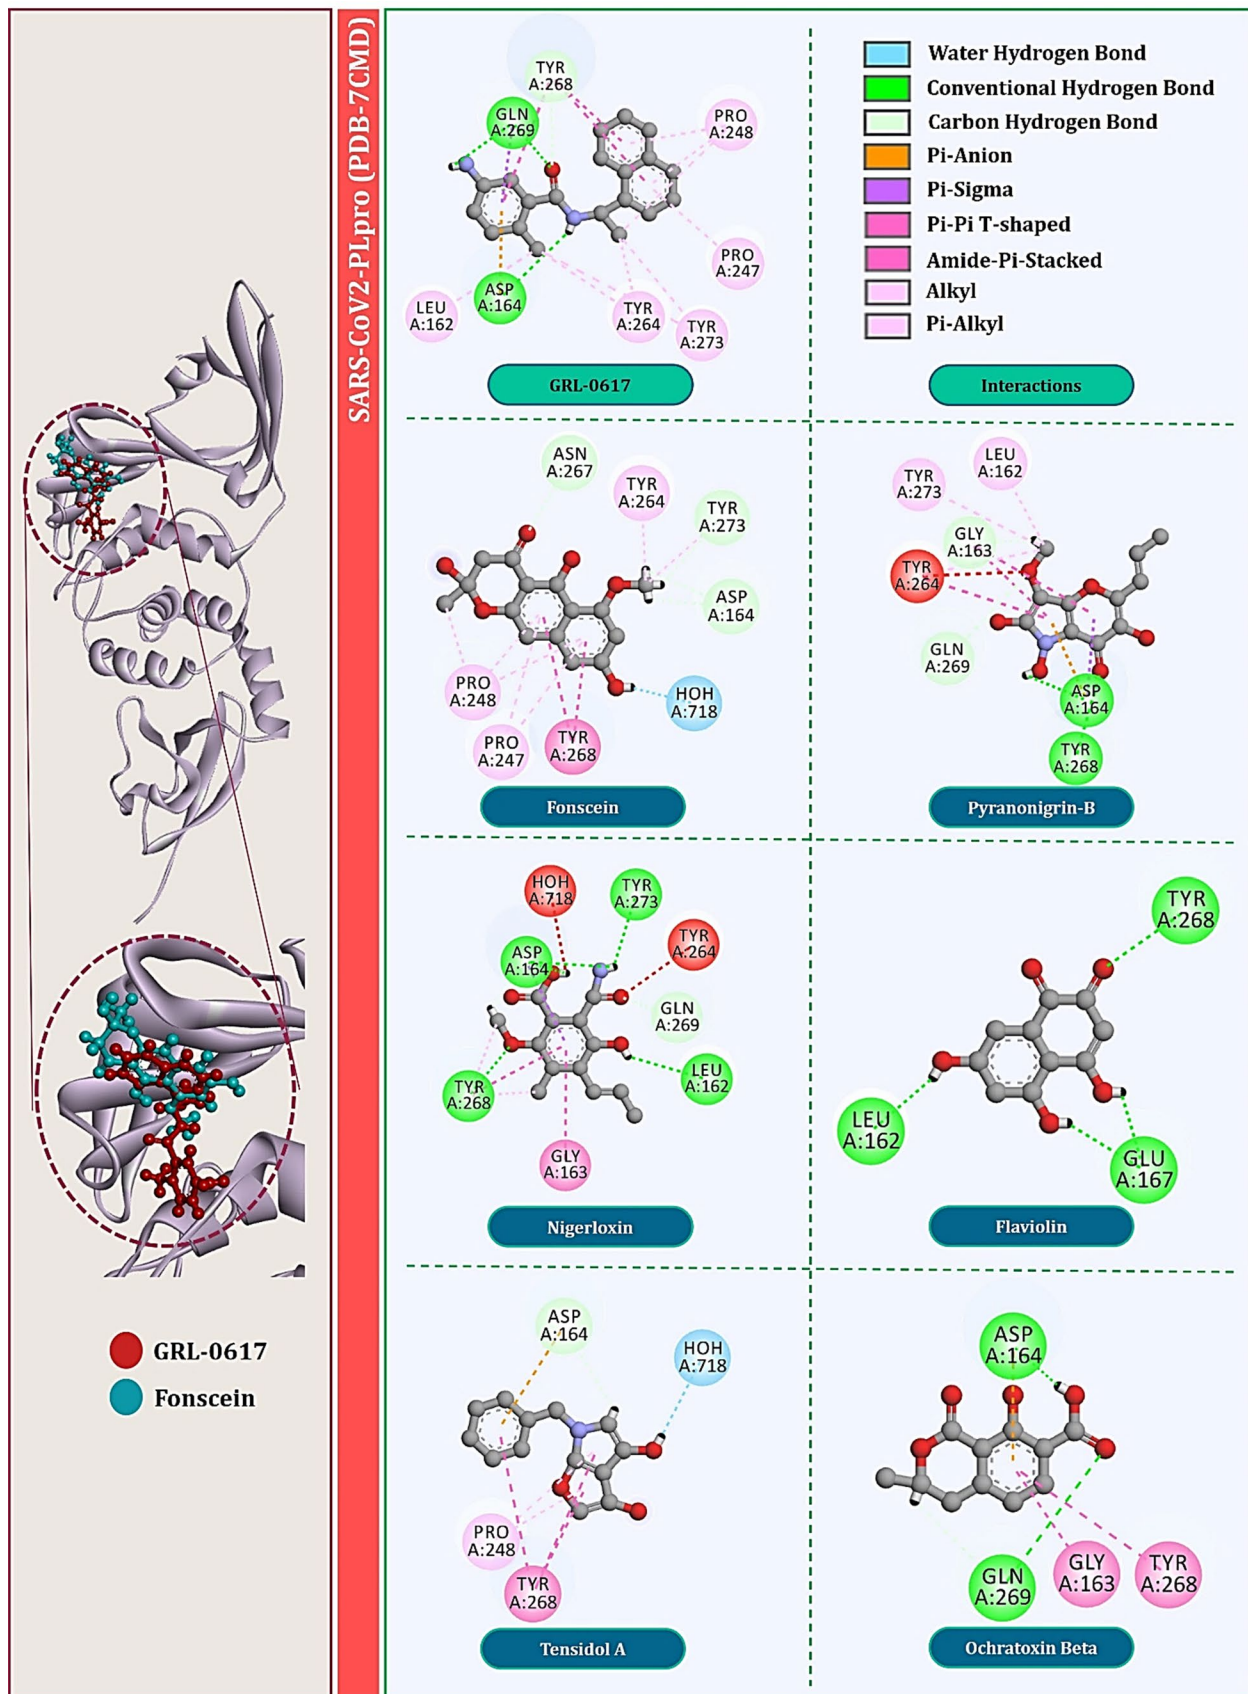 SARS-CoV2-PLpro (PDB-7CMD)
TYR
A:268
GLN
A:269
PRO
A:248
PRO
A:247
LEU
A:162
ASP
A:164
TYR
A:264
TYR
A:273
GRL-0617
Water Hydrogen Bond
Conventional Hydrogen Bond
Carbon Hydrogen Bond
Pi-Anion
Pi-Sigma
Pi-Pi T-shaped
Amide-Pi-Stacked
Alkyl
Pi-Alkyl
Interactions
ASN
A:267
TYR
A:264
TYR
A:273
ASP
A:164
PRO
A:248
HOH
A:718
PRO
A:247
TYR
A:268
Fonscein
LEU
A:162
TYR
A:273
GLY
A:163
TYR
A:264
GLN
A:269
ASP
A:164
TYR
A:268
Pyranonigrin-B
HOH
A:718
TYR
A:273
ASP
A:164
TYR
A:264
GLN
A:269
TYR
A:268
LEU
A:162
GLY
A:163
Nigerloxin
TYR
A:268
LEU
A:162
GLU
A:167
Flaviolin
ASP
A:164
HOH
A:718
PRO
A:248
TYR
A:268
Tensidol A
ASP
A:164
GLN
A:269
GLY
A:163
TYR
A:268
Ochratoxin Beta
GRL-0617
Fonscein